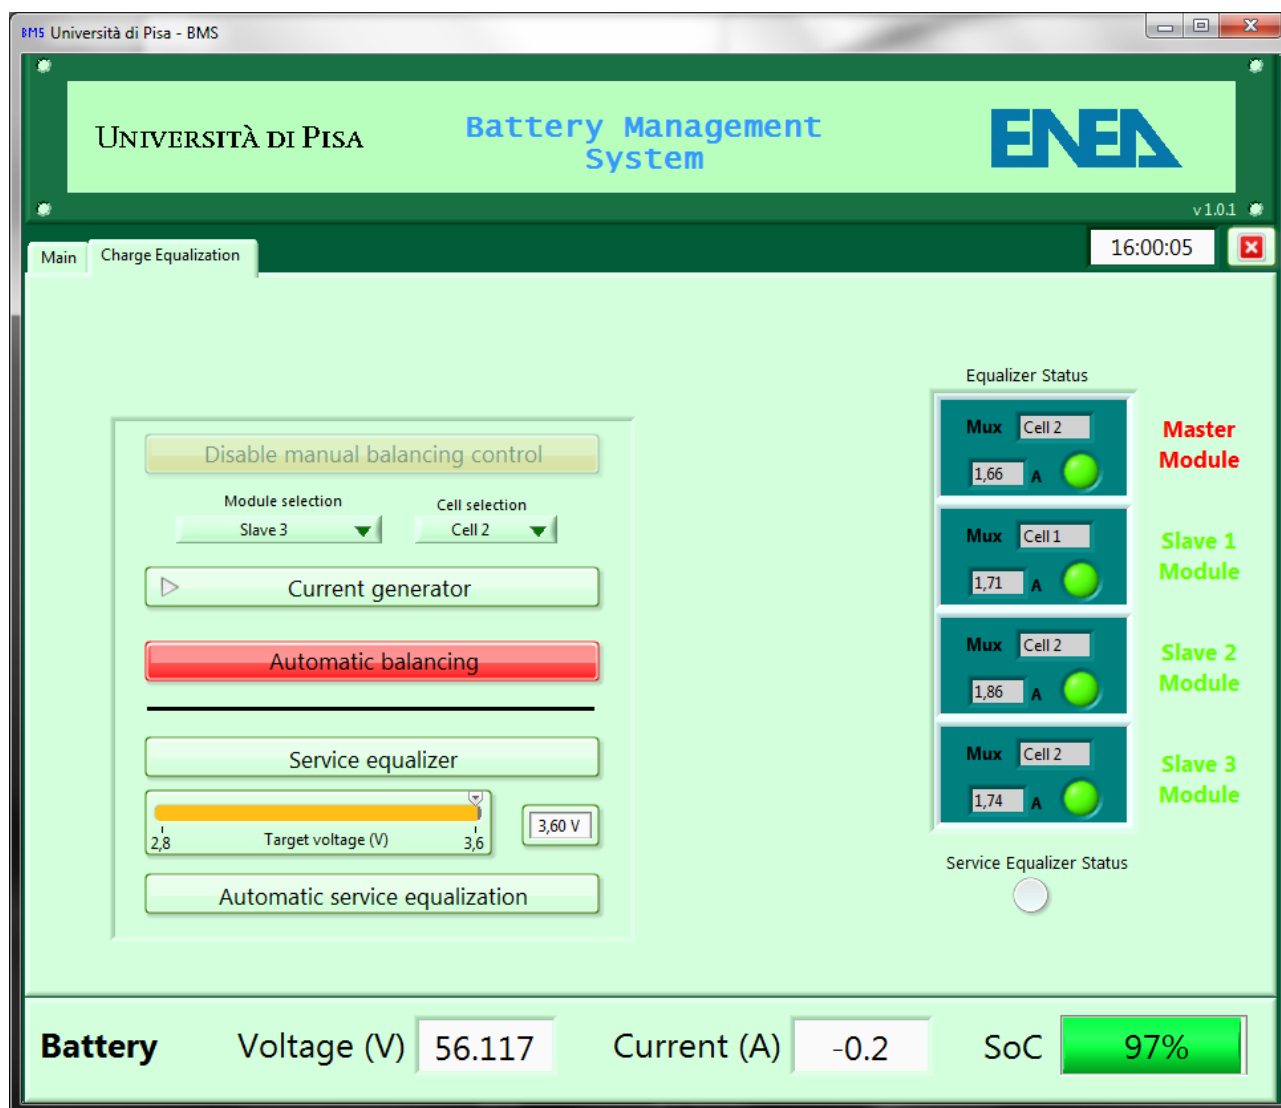 BMS Università di Pisa - BMS
UNIVERSITÀ DI PISA
Battery Management
System
ENEA
v 1.0.1
Main
Charge Equalization
16:00:05
Disable manual balancing control
Module selection
Cell selection
Slave 3
Cell 2
Current generator
Automatic balancing
Service equalizer
2,8
Target voltage (V)
3,6
3,60 V
Automatic service equalization
Equalizer Status
Mux Cell 2
1,66 A
Master
Module
Mux Cell 1
1,71 A
Slave 1
Module
Mux Cell 2
1,86 A
Slave 2
Module
Mux Cell 2
1,74 A
Slave 3
Module
Service Equalizer Status
Battery Voltage (V) 56.117 Current (A) -0.2 SoC 97%